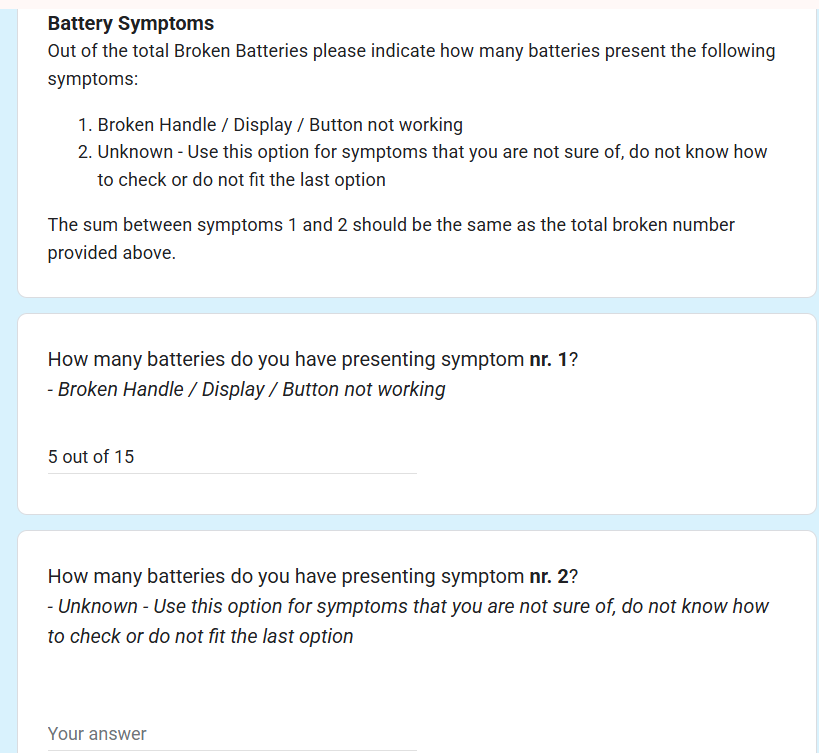 Battery Symptoms
Out of the total Broken Batteries please indicate how many batteries present the following
symptoms:
1. Broken Handle / Display / Button not working
2. Unknown - Use this option for symptoms that you are not sure of, do not know how
to check or do not fit the last option
The sum between symptoms 1 and 2 should be the same as the total broken number
provided above.
How many batteries do you have presenting symptom nr. 1?
- Broken Handle / Display / Button not working
5 out of 15
How many batteries do you have presenting symptom nr. 2?
- Unknown - Use this option for symptoms that you are not sure of, do not know how
to check or do not fit the last option
Your answer